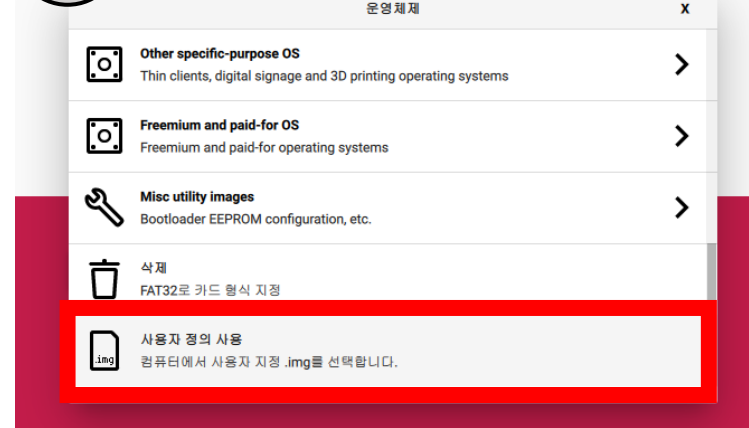 운영체제
X
Other specific-purpose OS
Thin clients, digital signage and 3D printing operating systems
Freemium and paid-for OS
Freemium and paid-for operating systems
Misc utility images
Bootloader EEPROM configuration, etc.
삭제
FAT32로 카드 형식 지정
사용자 정의 사용
.img
컴퓨터에서 사용자 지정 .img를 선택합니다.